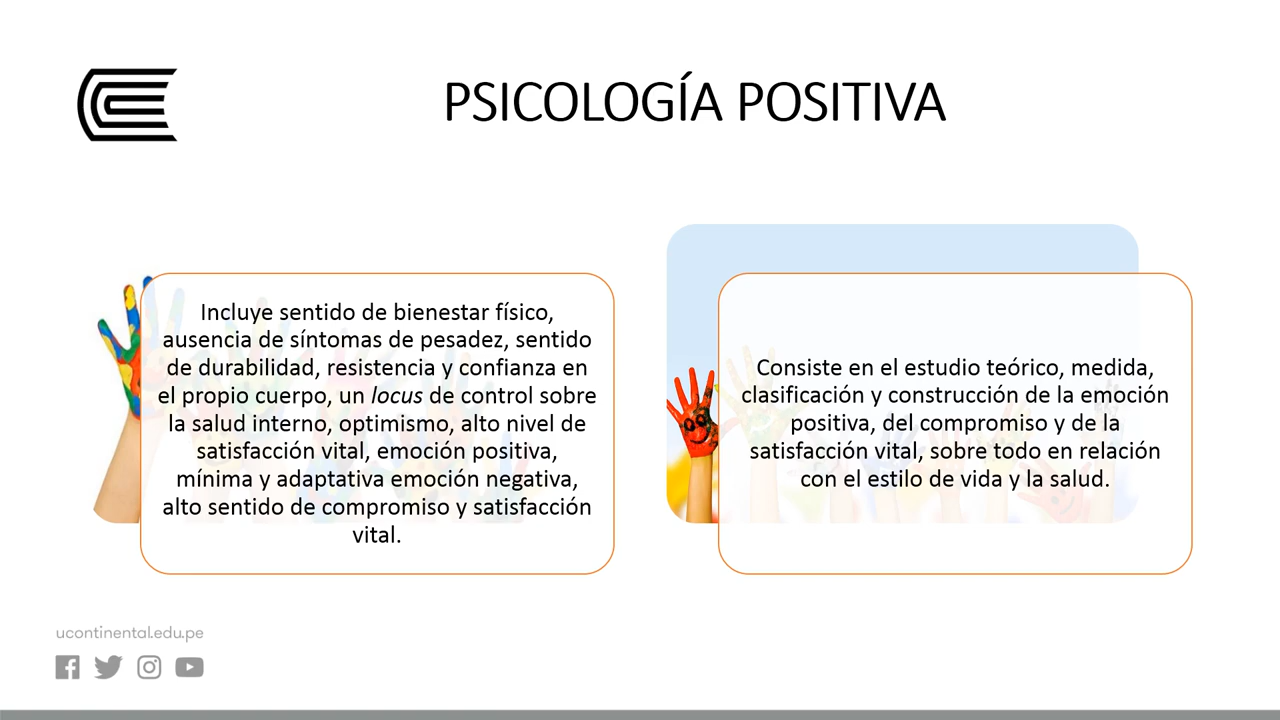 PSICOLOGÍA POSITIVA
Incluye sentido de bienestar físico,
ausencia de síntomas de pesadez, sentido
de durabilidad, resistencia y confianza en
el propio cuerpo, un locus de control sobre
la salud interno, optimismo, alto nivel de
satisfacción vital, emoción positiva,
mínima y adaptativa emoción negativa,
alto sentido de compromiso y satisfacción
vital.
Consiste en el estudio teórico, medida,
clasificación y construcción de la emoción
positiva, del compromiso y de la
satisfacción vital, sobre todo en relación
con el estilo de vida y la salud.
ucontinental.edu.pe